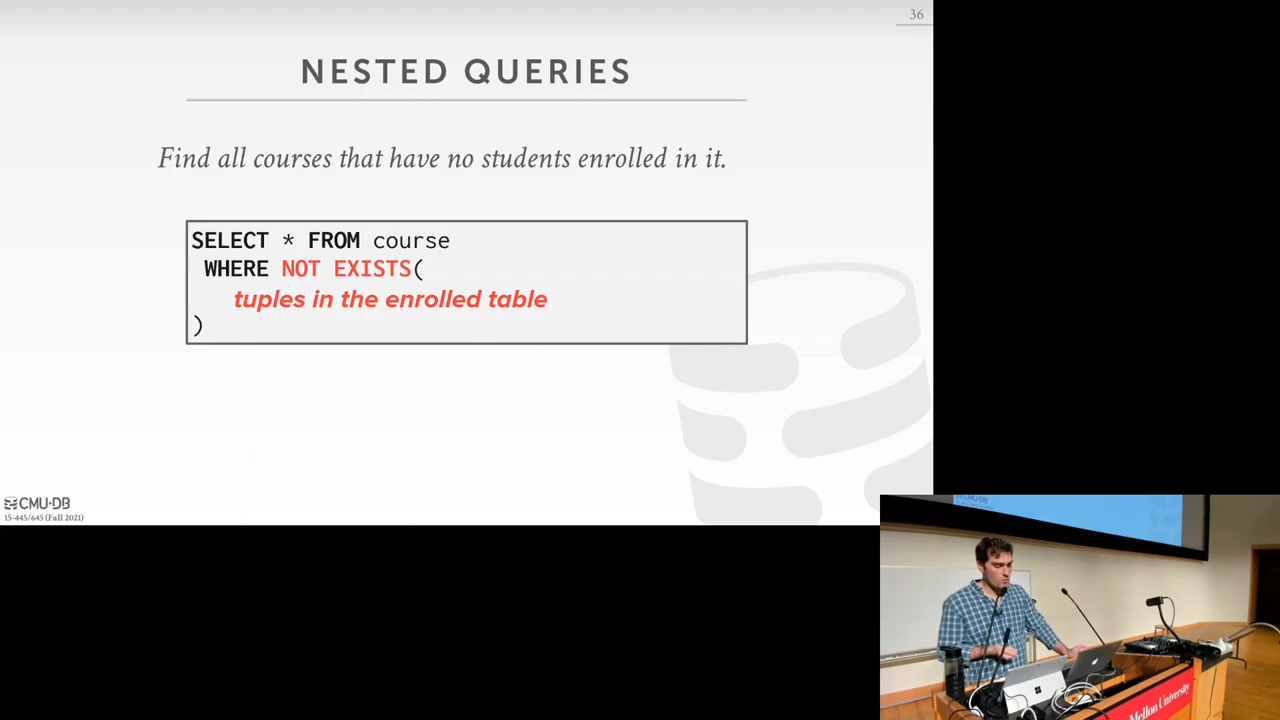 36
NESTED QUERIES
Find all courses that have no students enrolled in it.
SELECT * FROM course
WHERE NOT EXISTS(
tuples in the enrolled table
)
CMU·DB
15-445/645 (Fall 2021)
Mellon University